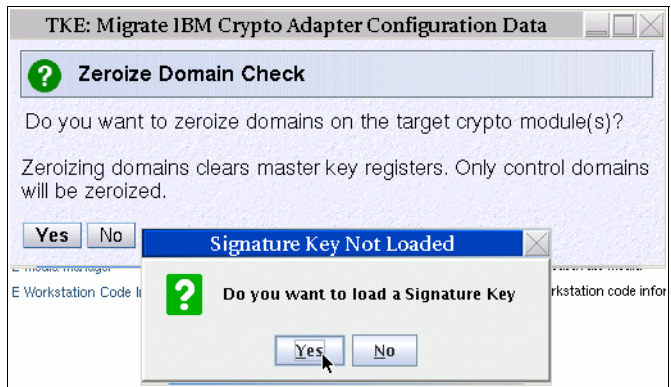 TKE: Migrate IBM Crypto Adapter Configuration Data
Zeroize Domain Check
Do you want to zeroize domains on the target crypto module(s)?
Zeroizing domains clears master key registers. Only control domains
will be zeroized.
Yes No
Signature Key Not Loaded
E Workstation Code I
rkstation code infor
Do you want to load a Signature Key
Yes No